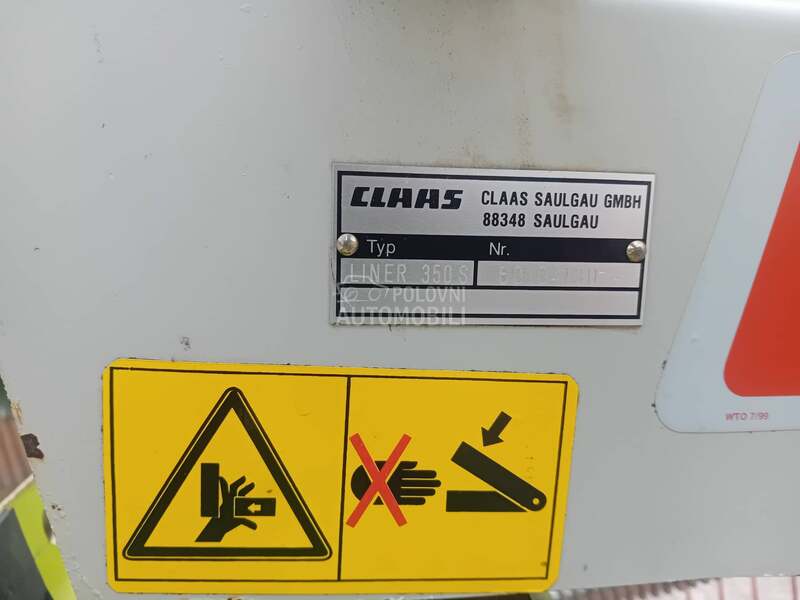 CLAAS CLAAS SAULGAU GMBH
88348 SAULGAU
Typ Nr.
LINER 350 S
POLOVNI
AUTOMOBILI
WTO 7/99